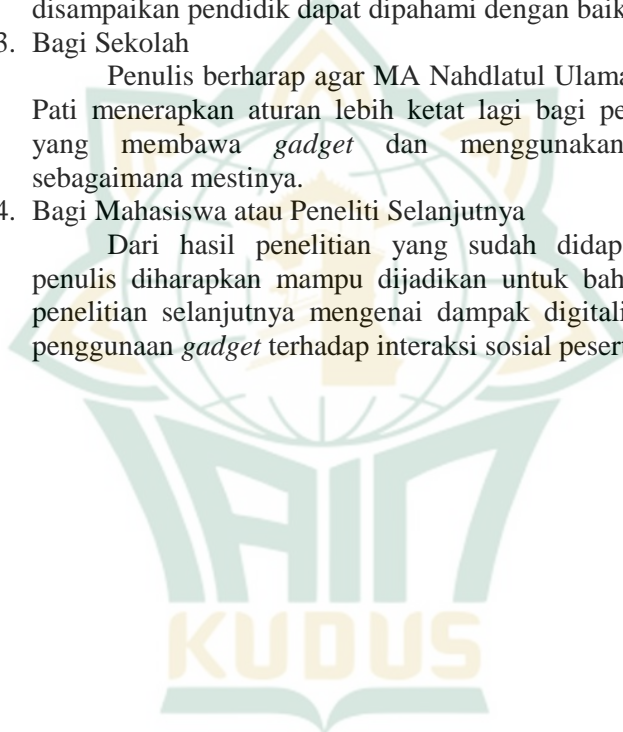 disampaikan pendidik dapat dipahami dengan baik
3. Bagi Sekolah
Penulis berharap agar MA Nahdlatul Ulama
Pati menerapkan aturan lebih ketat lagi bagi pe
yang membawa gadget dan menggunakan
sebagaimana mestinya.
4. Bagi Mahasiswa atau Peneliti Selanjutnya
Dari hasil penelitian yang sudah didap
penulis diharapkan mampu dijadikan untuk bah
penelitian selanjutnya mengenai dampak digitali
penggunaan gadget terhadap interaksi sosial pesert
IAIN
KUDUS